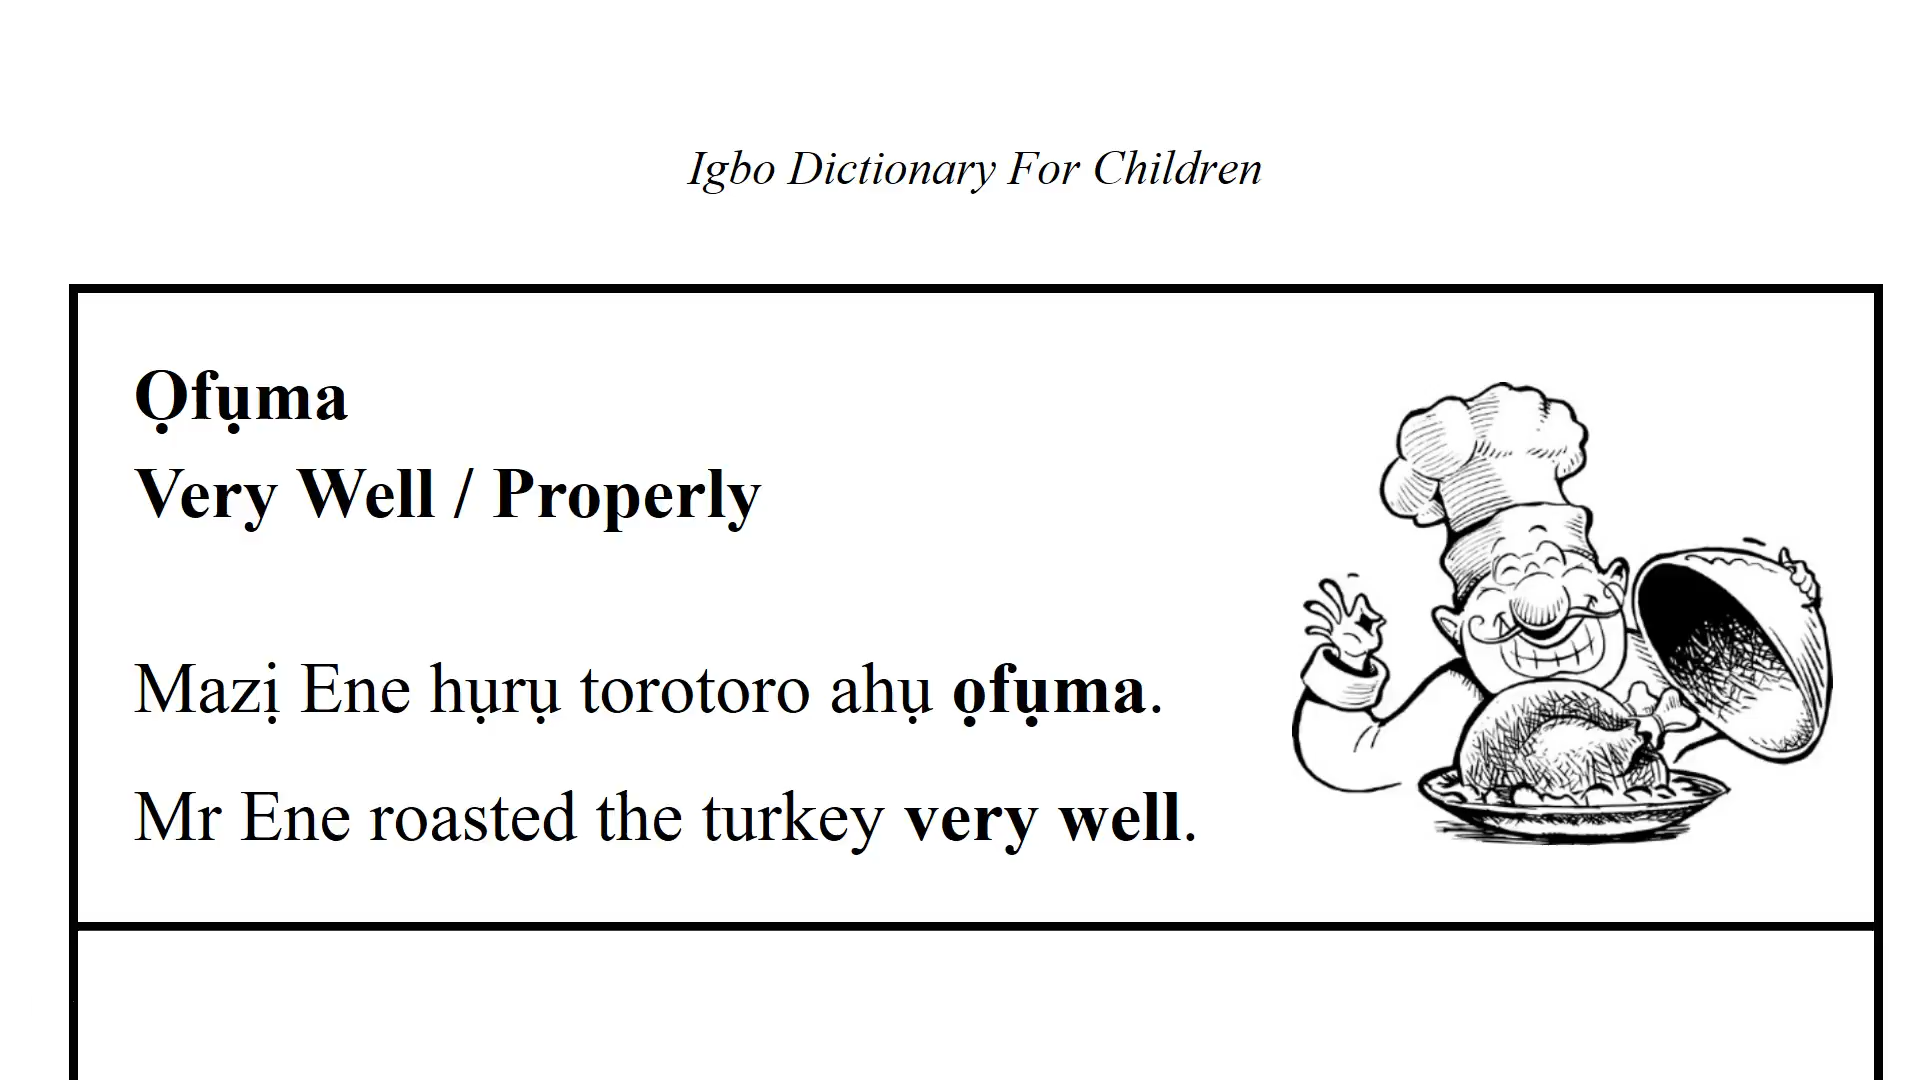 Igbo Dictionary For Children
Ọfụma
Very Well / Properly
Mazị Ene hụrụ torotoro ahụ ọfụma.
Mr Ene roasted the turkey very well.